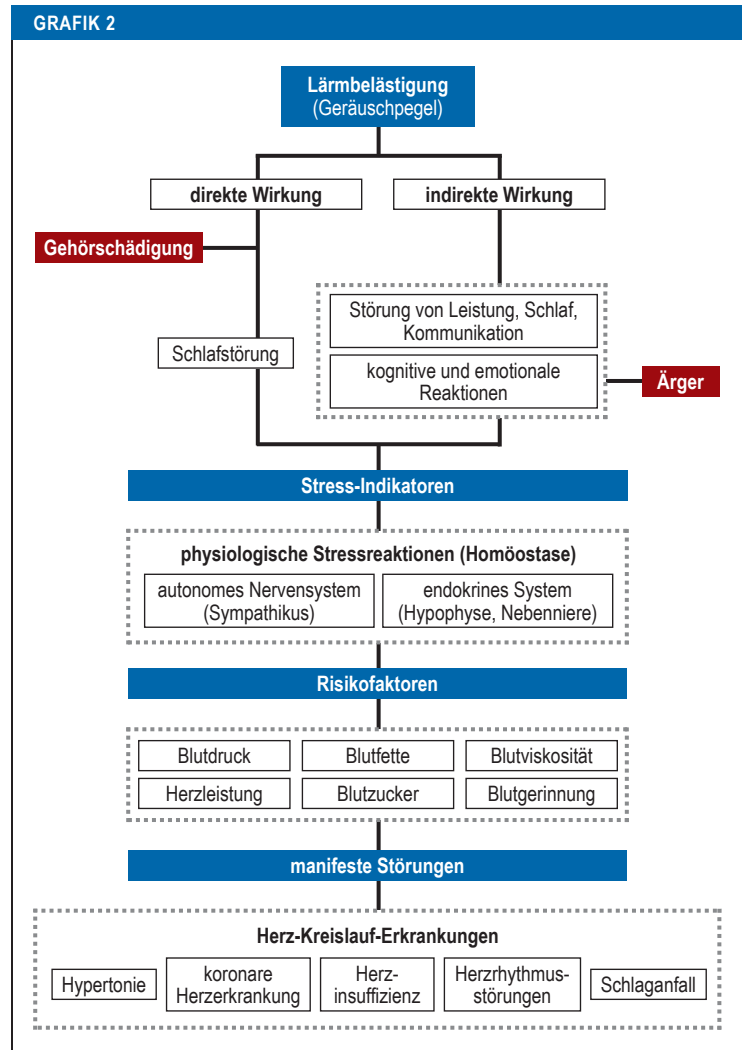 GRAFIK 2
Lärmbelästigung
(Geräuschpegel)
direkte Wirkung
indirekte Wirkung
Gehörschädigung
Störung von Leistung, Schlaf,
Kommunikation
Schlafstörung
kognitive und emotionale
Reaktionen
Ärger
Stress-Indikatoren
physiologische Stressreaktionen (Homöostase)
autonomes Nervensystem
(Sympathikus)
endokrines System
(Hypophyse, Nebenniere)
Risikofaktoren
Blutdruck
Blutfette
Blutviskosität
Herzleistung
Blutzucker
Blutgerinnung
manifeste Störungen
Herz-Kreislauf-Erkrankungen
Hypertonie
koronare
Herzerkrankung
Herz-
insuffizienz
Herzrhythmus-
störungen
Schlaganfall